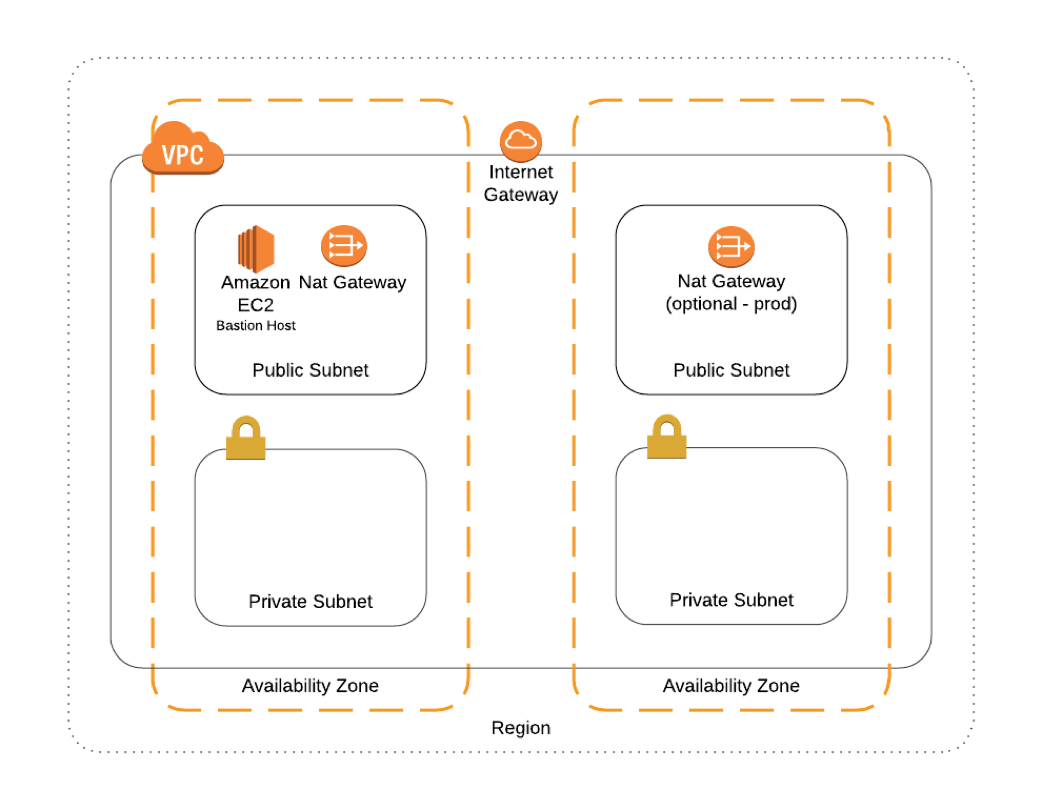 VPC
Internet
Gateway
Amazon
EC2
Bastion Host
Nat Gateway
Public Subnet
Nat Gateway
(optional - prod)
Public Subnet
Private Subnet
Private Subnet
Availability Zone
Availability Zone
Region